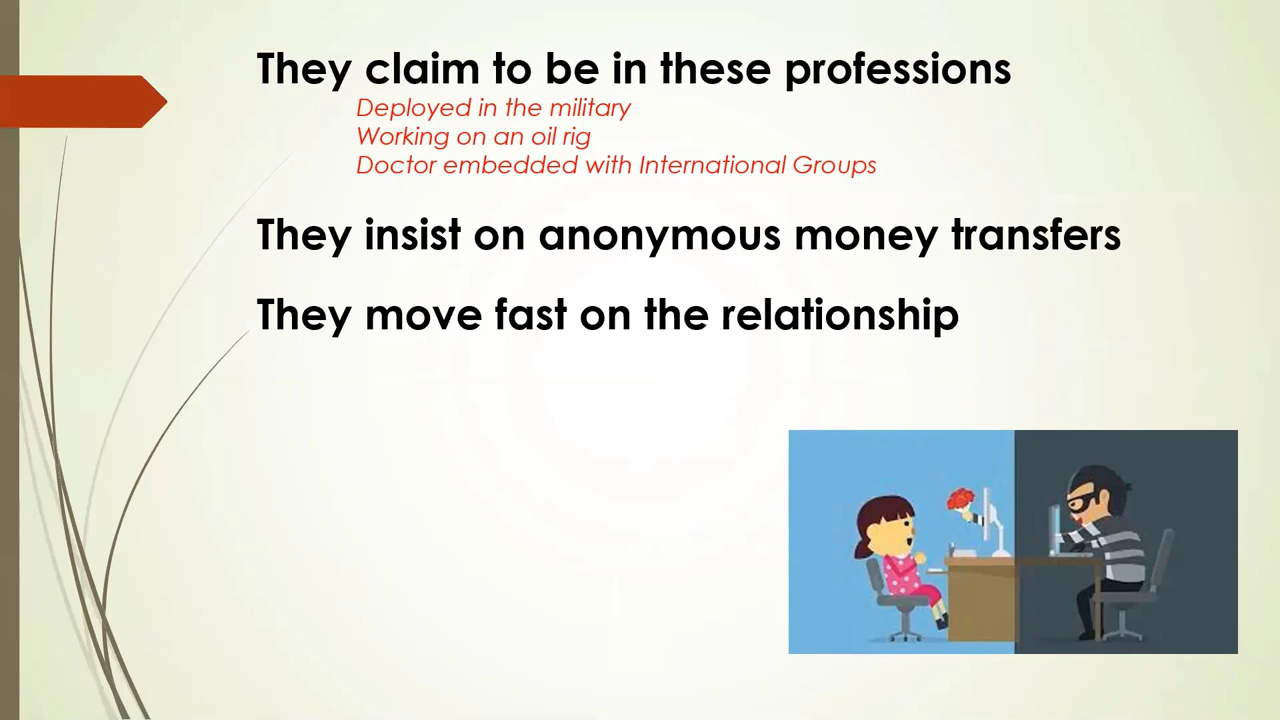 They claim to be in these professions
Deployed in the military
Working on an oil rig
Doctor embedded with International Groups
They insist on anonymous money transfers
They move fast on the relationship